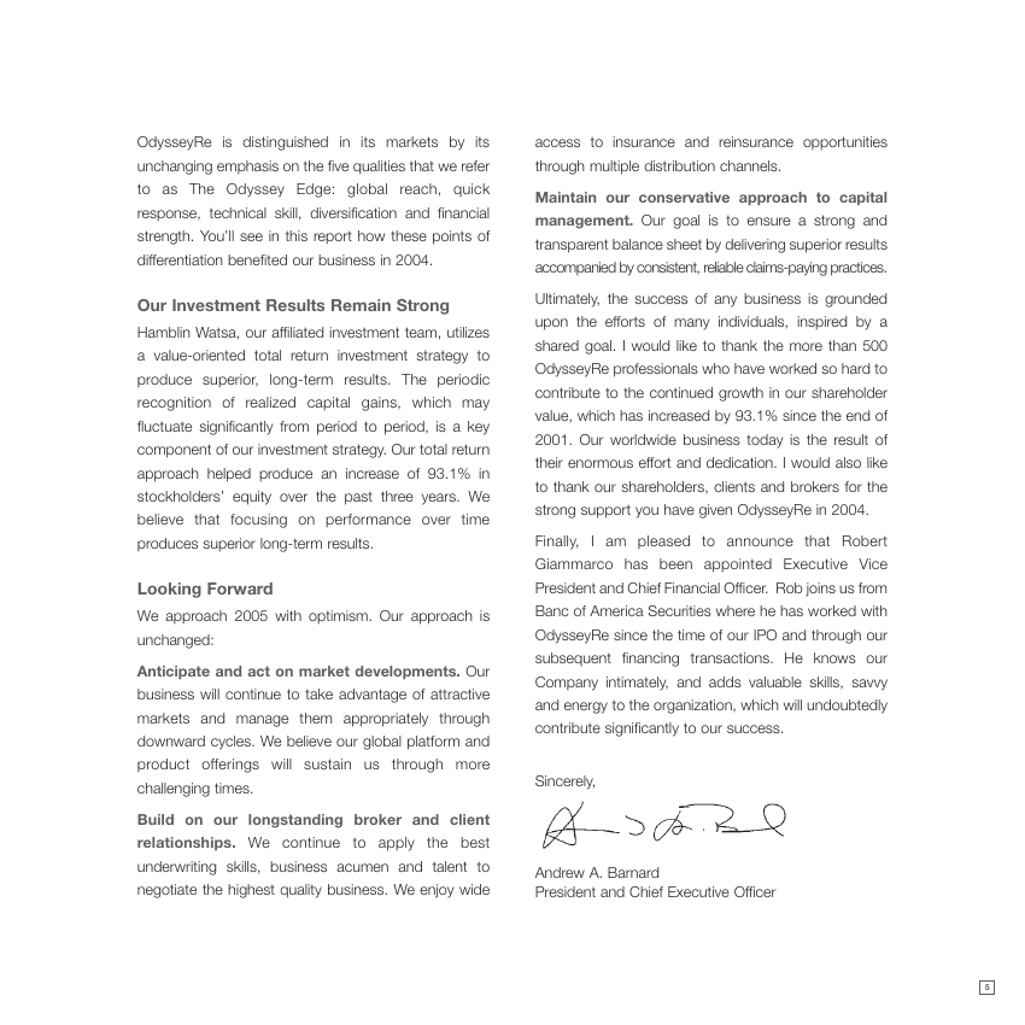 OdysseyRe is distinguished in its markets by its
unchanging emphasis on the five qualities that we refer
to as The Odyssey Edge: global reach, quick
response, technical skill, diversification and financial
strength. You'll see in this report how these points of
differentiation benefited our business in 2004.
Our Investment Results Remain Strong
Hamblin Watsa, our affiliated investment team, utilizes
a value-oriented total return investment strategy to
produce superior, long-term results. The periodic
recognition of realized capital gains, which may
fluctuate significantly from period to period, is a key
component of our investment strategy. Our total return
approach helped produce an increase of 93.1% in
stockholders' equity over the past three years. We
believe that focusing on performance over time
produces superior long-term results.
Looking Forward
We approach 2005 with optimism. Our approach is
unchanged:
Anticipate and act on market developments. Our
business will continue to take advantage of attractive
markets and manage them appropriately through
downward cycles. We believe our global platform and
product offerings will sustain us through more
challenging times.
Build on our longstanding broker and client
relationships. We continue to apply the best
underwriting skills, business acumen and talent to
negotiate the highest quality business. We enjoy wide
access to insurance and reinsurance opportunities
through multiple distribution channels.
Maintain our conservative approach to capital
management. Our goal is to ensure a strong and
transparent balance sheet by delivering superior results
accompanied by consistent, reliable claims-paying practices.
Ultimately, the success of any business is grounded
upon the efforts of many individuals, inspired by a
shared goal. I would like to thank the more than 500
OdysseyRe professionals who have worked so hard to
contribute to the continued growth in our shareholder
value, which has increased by 93.1% since the end of
2001. Our worldwide business today is the result of
their enormous effort and dedication. I would also like
to thank our shareholders, clients and brokers for the
strong support you have given OdysseyRe in 2004.
Finally, I am pleased to announce that Robert
Giammarco has been appointed Executive Vice
President and Chief Financial Officer. Rob joins us from
Banc of America Securities where he has worked with
OdysseyRe since the time of our IPO and through our
subsequent financing transactions. He knows our
Company intimately, and adds valuable skills, savvy
and energy to the organization, which will undoubtedly
contribute significantly to our success.
Sincerely,
Andrew A. Barnard
President and Chief Executive Officer
5